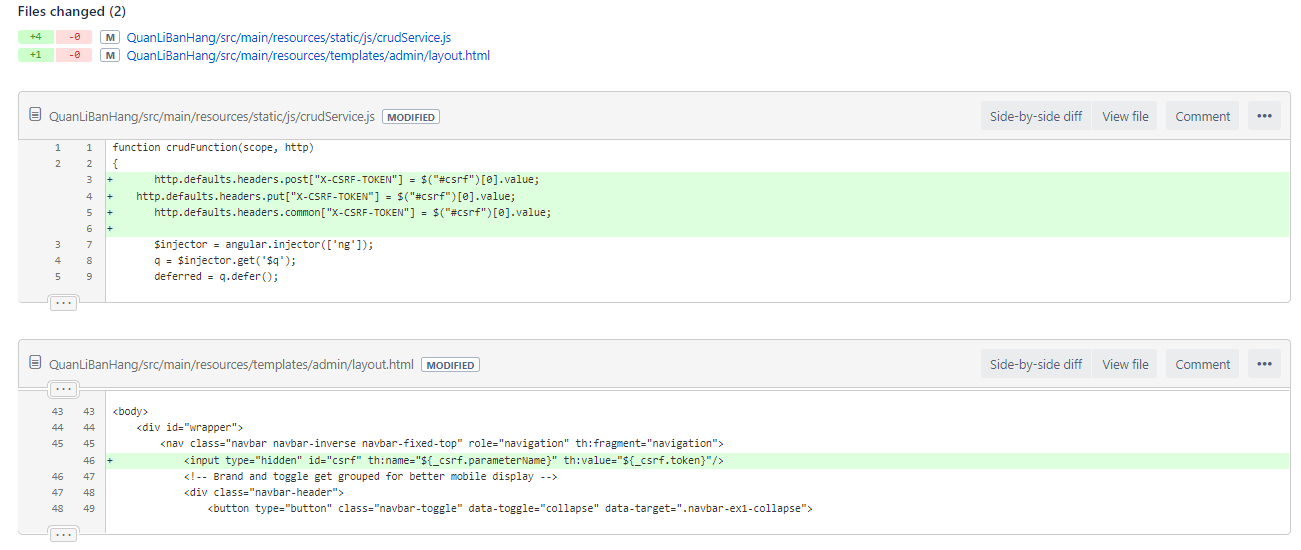 Files changed (2)
+4 -0 M QuanLiBanHang/src/main/resources/static/js/crudService.js
+1 -0 M QuanLiBanHang/src/main/resources/templates/admin/layout.html
QuanLiBanHang/src/main/resources/static/js/crudService.js MODIFIED Side-by-side diff View file Comment •••
1 1 function crudFunction(scope, http)
2 2 {
3 + http.defaults.headers.post["X-CSRF-TOKEN"] = $("#csrf")[0].value;
4 + http.defaults.headers.put["X-CSRF-TOKEN"] = $("#csrf")[0].value;
5 + http.defaults.headers.common["X-CSRF-TOKEN"] = $("#csrf")[0].value;
6 +
3 7 $injector = angular.injector(['ng']);
4 8 q = $injector.get('$q');
5 9 deferred = q.defer();
...
QuanLiBanHang/src/main/resources/templates/admin/layout.html MODIFIED Side-by-side diff View file Comment •••
...
43 43 <body>
44 44 <div id="wrapper">
45 45 <nav class="navbar navbar-inverse navbar-fixed-top" role="navigation" th:fragment="navigation">
46 + <input type="hidden" id="csrf" th:name="${_csrf.parameterName}" th:value="${_csrf.token}"/>
46 47 <!-- Brand and toggle get grouped for better mobile display -->
47 48 <div class="navbar-header">
48 49 <button type="button" class="navbar-toggle" data-toggle="collapse" data-target=".navbar-ex1-collapse">
...